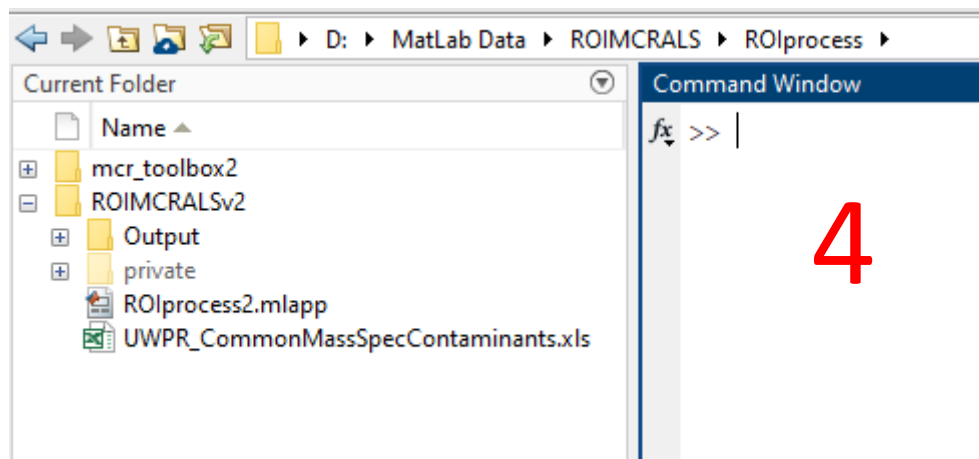 D: ▸ MatLab Data ▸ ROIMCRALS ▸ ROIprocess ▸
Current Folder
Command Window
Name
fx >>
mcr_toolbox2
ROIMCRALSv2
Output
private
ROIprocess2.mlapp
UWPR_CommonMassSpecContaminants.xls
4